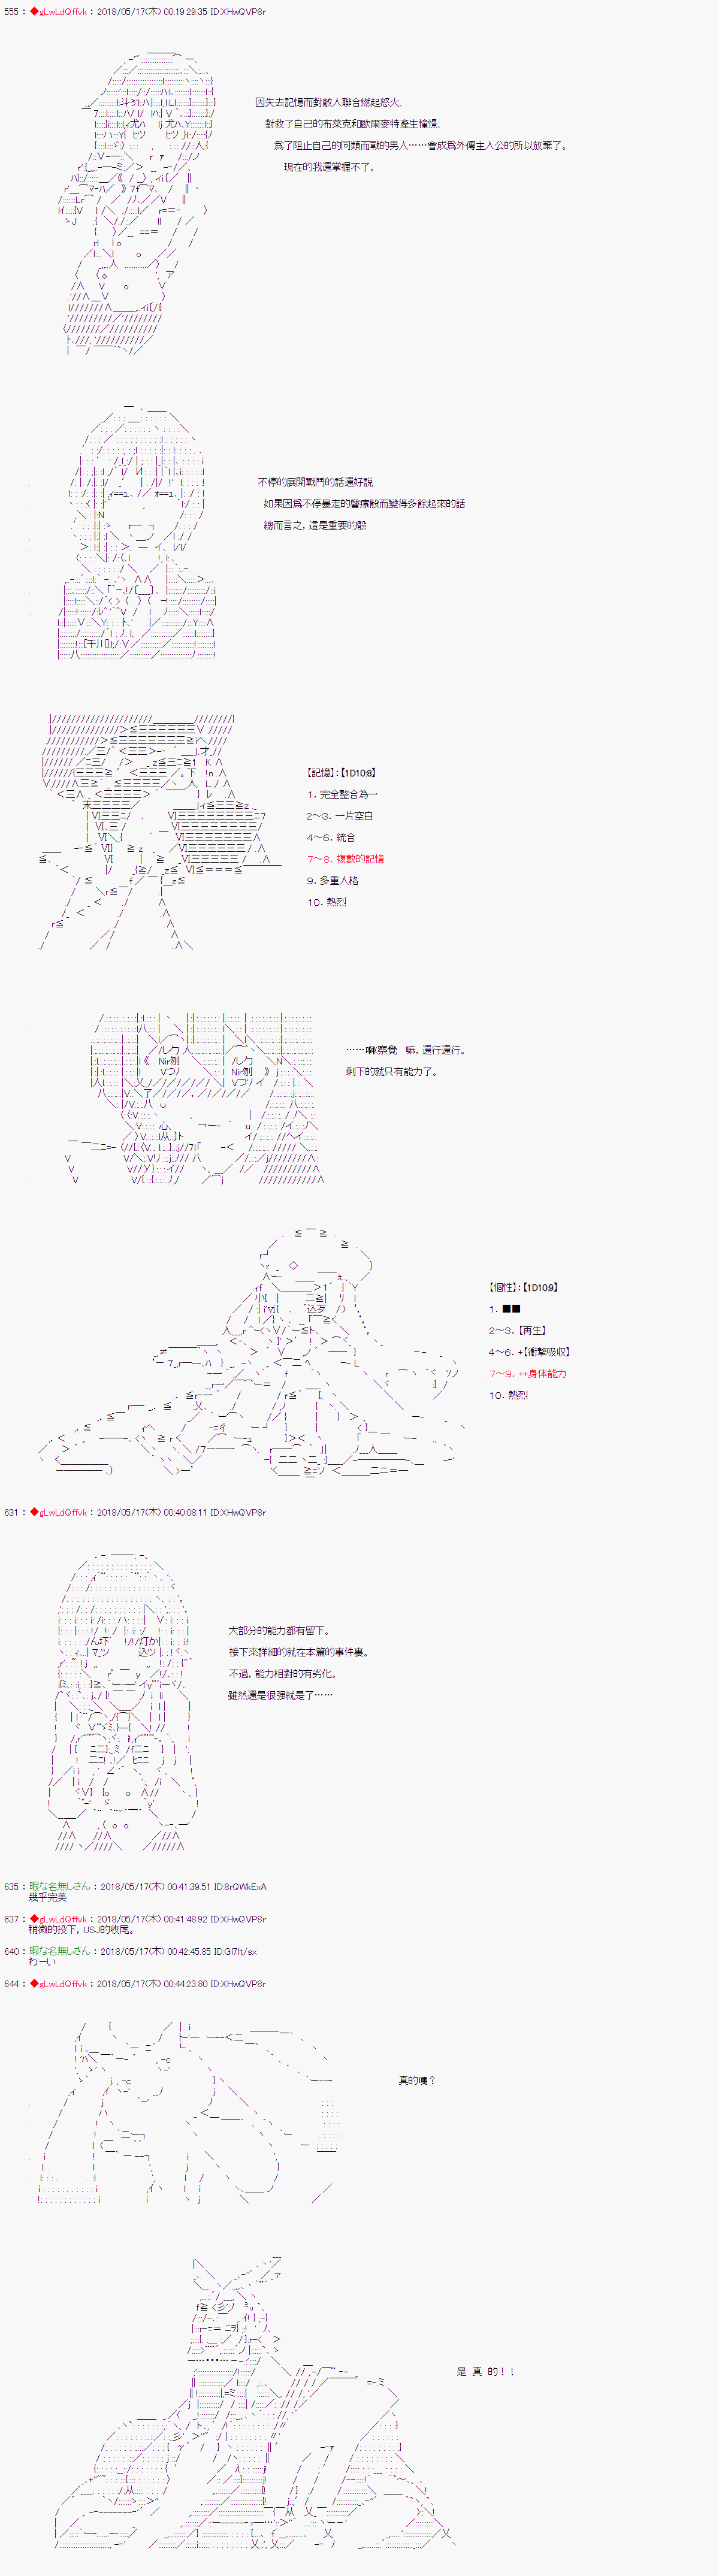 555 : ◆gLwLdQffvk : 2018/05/17(木) 00:19:29.35 ID:XHwQVP8r
因失去記憶而對敵人聯合燃起怒火、
對救了自己的布萊克和歐爾麥特產生憧憬、
爲了阻止自己的同類而戰的男人……會成爲外傳主人公的所以放棄了。
現在的我還掌握不了。
不停的展開戰鬥的話還好說
如果因爲不停暴走的醫療骰而變得多餘起來的話
總而言之，這是重要的骰
【記憶】：【1D10:8】
1. 完全整合為一
2～3. 一片空白
4～6. 統合
7～8. 複數的記憶
9. 多重人格
10. 熱烈
……嗽(察覺　嘛，還行還行。
剩下的就只有能力了。
【個性】：【1D10:9】
1. ■■
2～3. 【再生】
4～6. +【衝擊吸収】
7～9. ++身体能力
10. 熱烈
631 : ◆gLwLdQffvk : 2018/05/17(木) 00:40:08.11 ID:XHwQVP8r
大部分的能力都有留下。
接下來詳細的就在本篇的事件裏。
不過，能力相對的有劣化。
雖然還是很强就是了……
635 : 暇な名無しさん : 2018/05/17(木) 00:41:39.51 ID:8rQWkExA
幾乎完美
637 : ◆gLwLdQffvk : 2018/05/17(木) 00:41:48.92 ID:XHwQVP8r
稍微的投下，USJ的收尾。
640 : 暇な名無しさん : 2018/05/17(木) 00:42:45.85 ID:Gl7It/sx
わーい
644 : ◆gLwLdQffvk : 2018/05/17(木) 00:44:23.80 ID:XHwQVP8r
真的嗎？
是 真 的！！